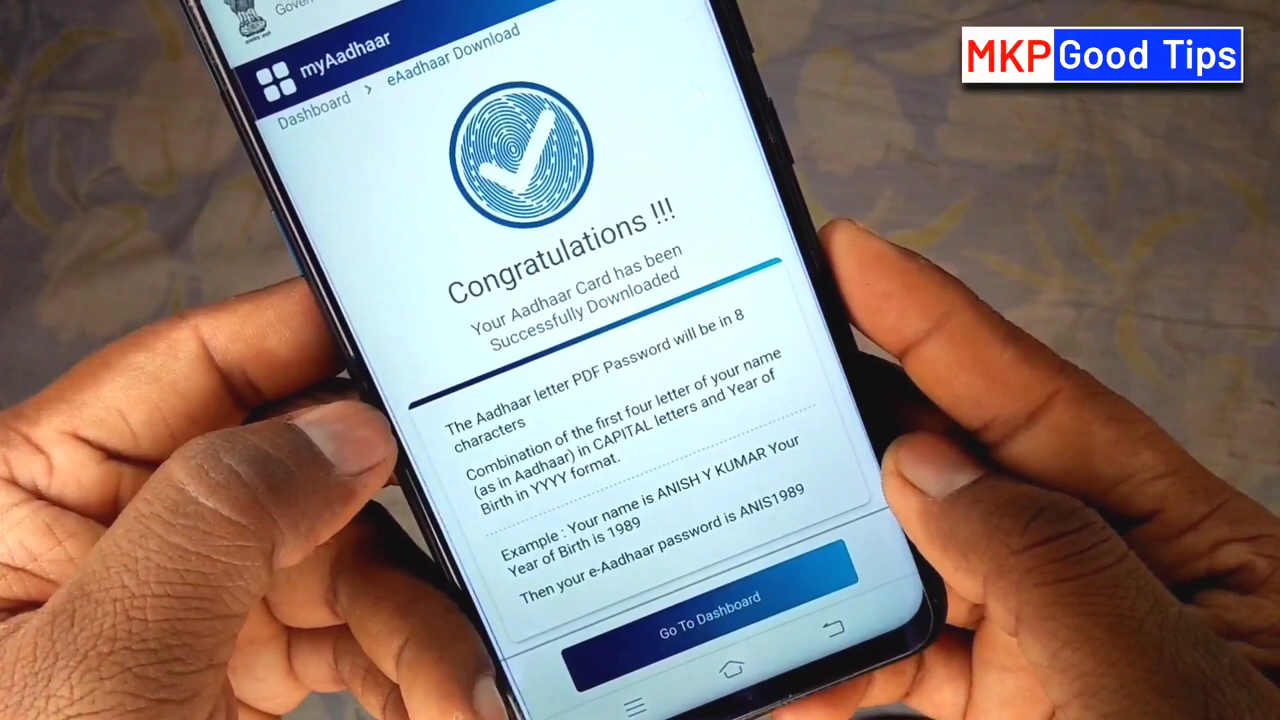 MKP Good Tips
myAadhaar
Dashboard > eAadhaar Download
Congratulations !!!
Your Aadhaar Card has been
Successfully Downloaded
The Aadhaar letter PDF Password will be in 8
characters
Combination of the first four letter of your name
(as in Aadhaar) in CAPITAL letters and Year of
Birth in YYYY format.
Example : Your name is ANISH Y KUMAR Your
Year of Birth is 1989
Then your e-Aadhaar password is ANIS1989
Go To Dashboard